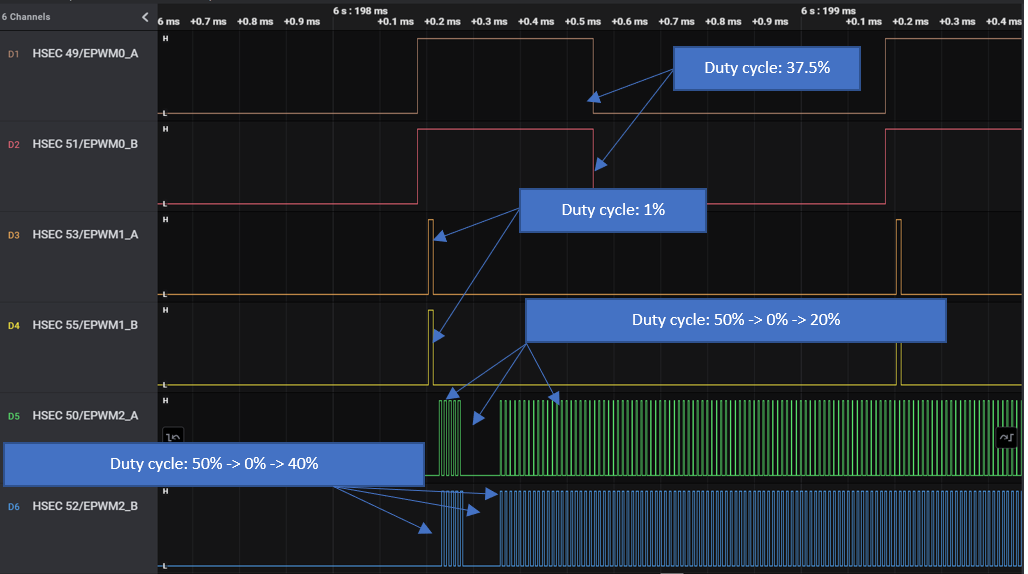 6 Channels
6 s : 198 ms
6 s : 199 ms
6 ms +0.7 ms +0.8 ms +0.9 ms +0.1 ms +0.2 ms +0.3 ms +0.4 ms +0.5 ms +0.6 ms +0.7 ms +0.8 ms +0.9 ms +0.1 ms +0.2 ms +0.3 ms +0.4 m
H
D1 HSEC 49/EPWM0_A
Duty cycle: 37.5%
L
H
D2 HSEC 51/EPWM0_B
L
Duty cycle: 1%
H
D3 HSEC 53/EPWM1_A
L
H
D4 HSEC 55/EPWM1_B
Duty cycle: 50% -> 0% -> 20%
L
H
D5 HSEC 50/EPWM2_A
Duty cycle: 50% -> 0% -> 40%
H
D6 HSEC 52/EPWM2_B
L